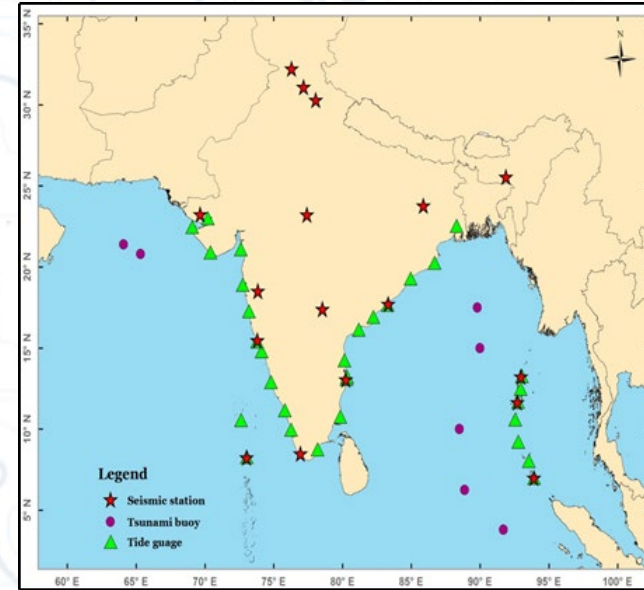 N
35° N
30° N
25° N
20° N
15° N
10° N
5° N
Legend
Seismic station
Tsunami buoy
Tide guage
60° E 65° E 70° E 75° E 80° E 85° E 90° E 95° E 100° E